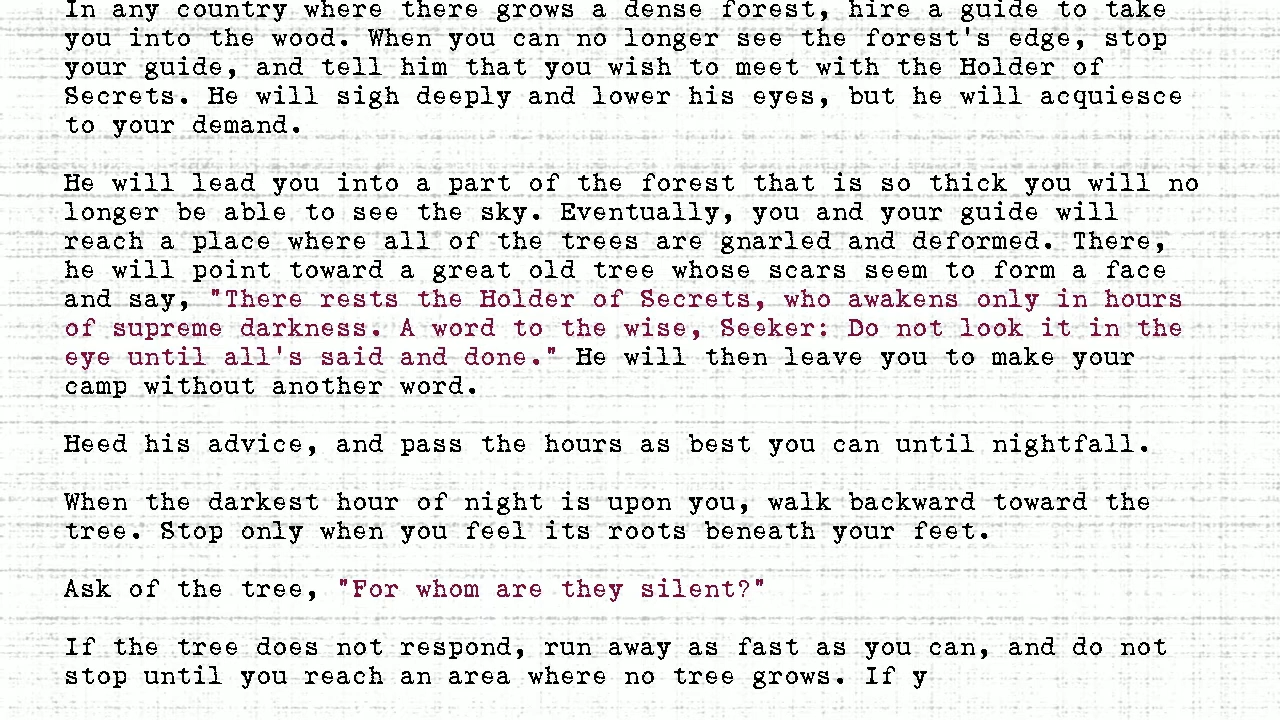 In any country where there grows a dense forest, hire a guide to take
you into the wood. When you can no longer see the forest's edge, stop
your guide, and tell him that you wish to meet with the Holder of
Secrets. He will sigh deeply and lower his eyes, but he will acquiesce
to your demand.
He will lead you into a part of the forest that is so thick you will no
longer be able to see the sky. Eventually, you and your guide will
reach a place where all of the trees are gnarled and deformed. There,
he will point toward a great old tree whose scars seem to form a face
and say, "There rests the Holder of Secrets, who awakens only in hours
of supreme darkness. A word to the wise, Seeker: Do not look it in the
eye until all's said and done." He will then leave you to make your
camp without another word.
Heed his advice, and pass the hours as best you can until nightfall.
When the darkest hour of night is upon you, walk backward toward the
tree. Stop only when you feel its roots beneath your feet.
Ask of the tree, "For whom are they silent?"
If the tree does not respond, run away as fast as you can, and do not
stop until you reach an area where no tree grows. If y